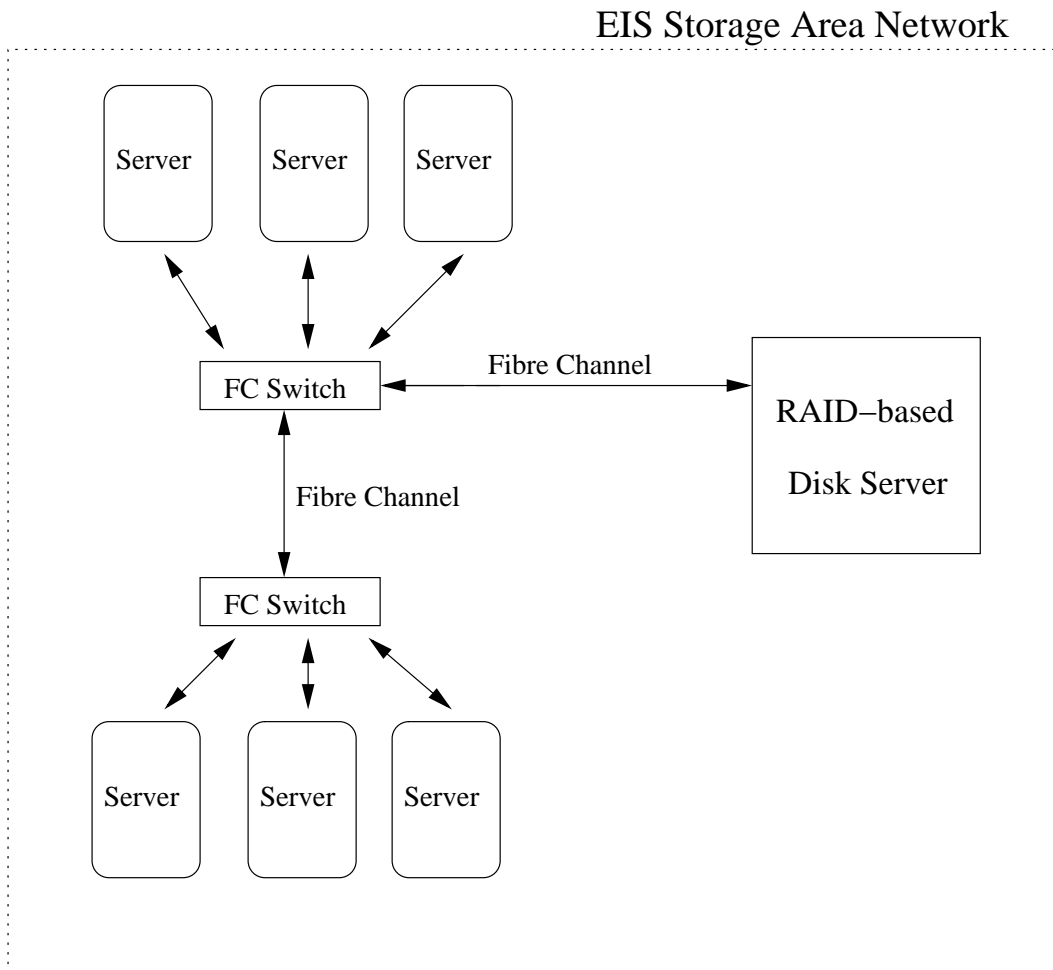 EIS Storage Area Network
Server
Server
Server
Fibre Channel
FC Switch
RAID−based
Disk Server
Fibre Channel
FC Switch
Server
Server
Server